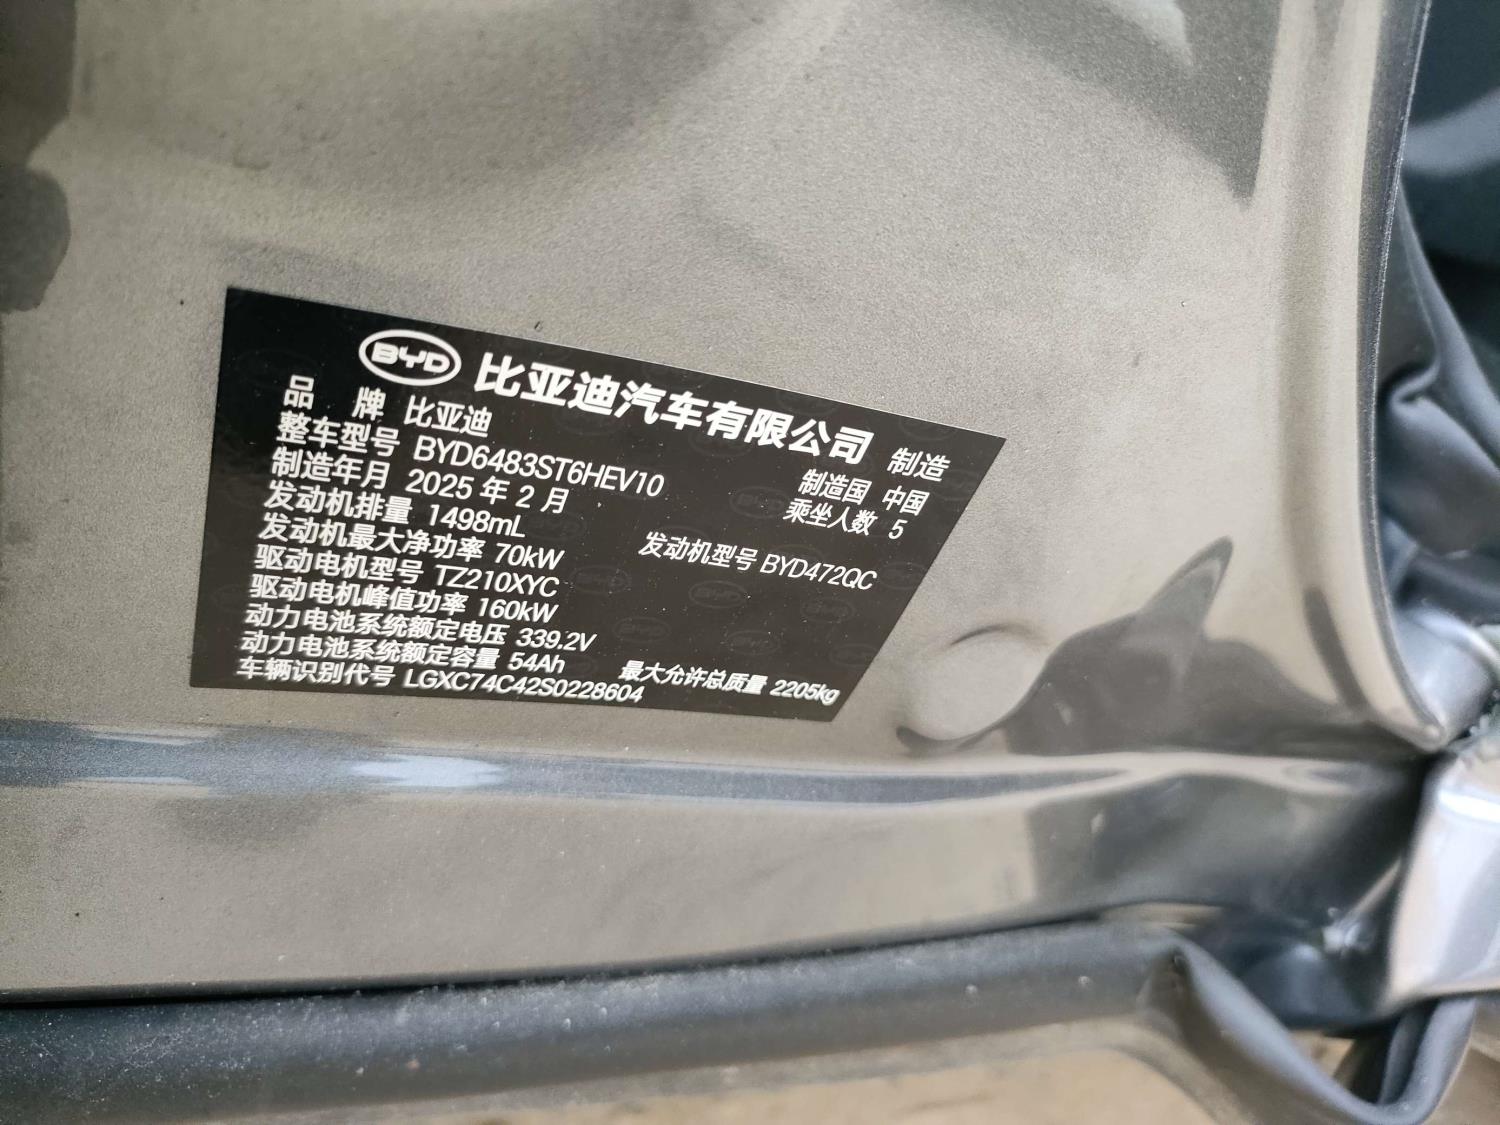 BYD 比亚迪汽车有限公司 制造
品 牌 比亚迪 制造国 中国
整车型号 BYD6483ST6HEV10 乘坐人数 5
制造年月 2025 年 2 月
发动机排量 1498mL 发动机型号 BYD472QC
发动机最大净功率 70kW
驱动电机型号 TZ210XYC
驱动电机峰值功率 160kW
动力电池系统额定电压 339.2V
动力电池系统额定容量 54Ah 最大允许总质量 2205kg
车辆识别代号 LGXC74C42S0228604